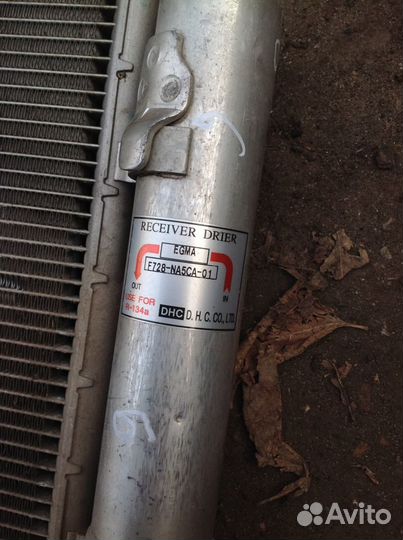 RECEIVER DRIER
EGMA
F728-NA5CA-01
OUT
IN
USE FOR
R-134a
DHC D.H.C.CO., LTD.
Avito